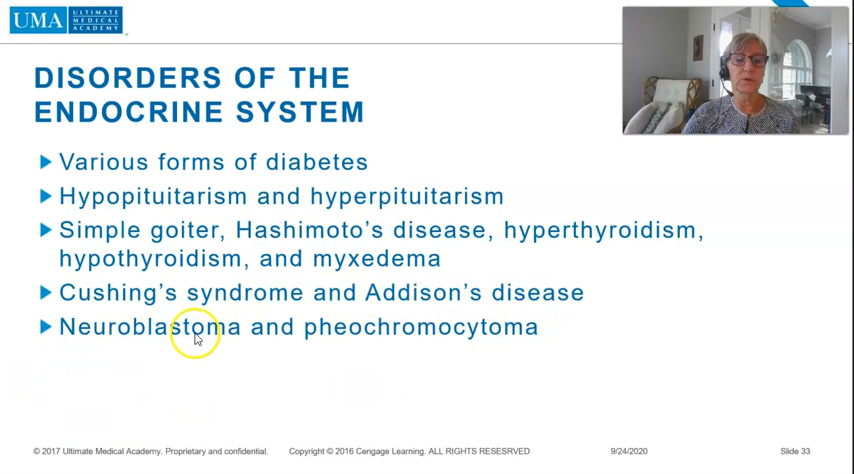 UMA ULTIMATE
MEDICAL
ACADEMY
DISORDERS OF THE
ENDOCRINE SYSTEM
Various forms of diabetes
Hypopituitarism and hyperpituitarism
Simple goiter, Hashimoto's disease, hyperthyroidism,
hypothyroidism, and myxedema
Cushing's syndrome and Addison's disease
Neuroblastoma and pheochromocytoma
© 2017 Ultimate Medical Academy. Proprietary and confidential. Copyright © 2016 Cengage Learning. ALL RIGHTS RESESRVED 9/24/2020 Slide 33